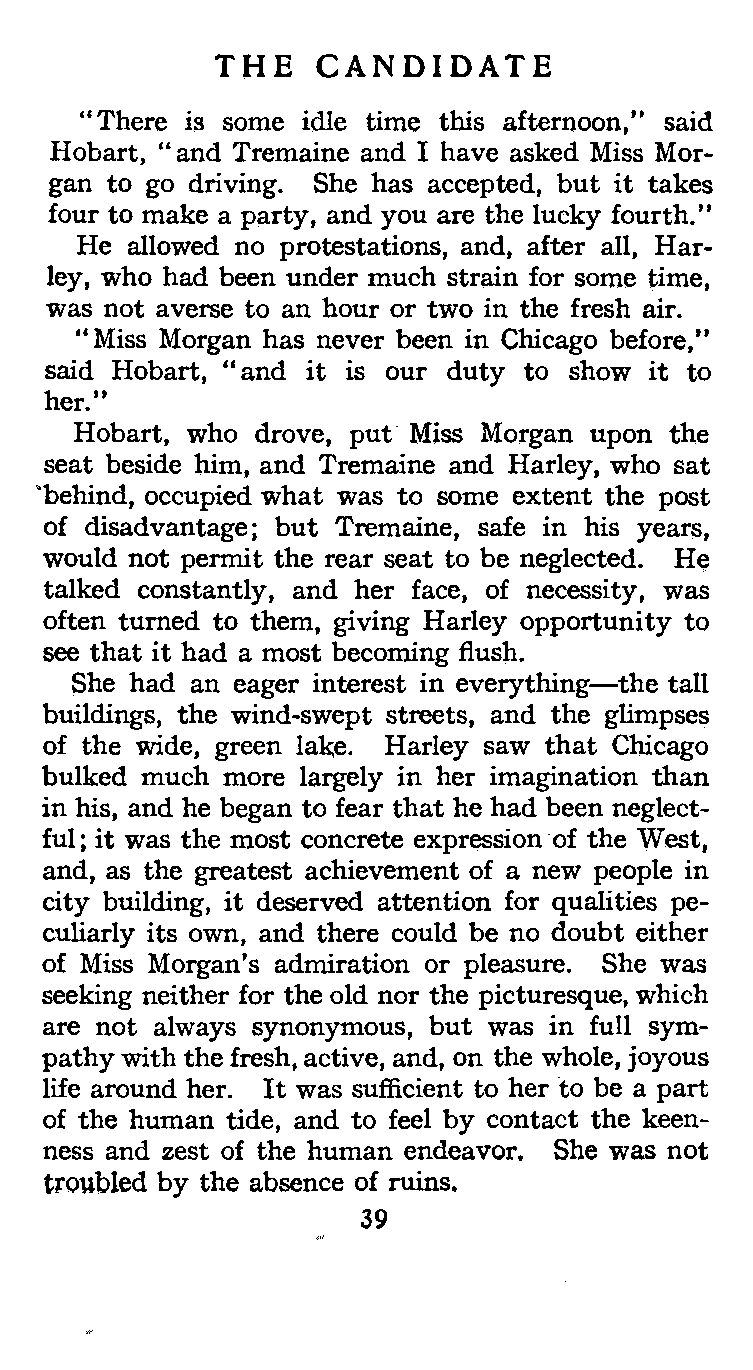 THE CANDIDATE
"There is some idle time this afternoon," said
Hobart, "and Tremaine and I have asked Miss Mor-
gan to go driving. She has accepted, but it takes
four to make a party, and you are the lucky fourth."
He allowed no protestations, and, after all, Har-
ley, who had been under much strain for some time,
was not averse to an hour or two in the fresh air.
"Miss Morgan has never been in Chicago before,"
said Hobart, "and it is our duty to show it to
her."
Hobart, who drove, put Miss Morgan upon the
seat beside him, and Tremaine and Harley, who sat
behind, occupied what was to some extent the post
of disadvantage; but Tremaine, safe in his years,
would not permit the rear seat to be neglected. He
talked constantly, and her face, of necessity, was
often turned to them, giving Harley opportunity to
see that it had a most becoming flush.
She had an eager interest in everything—the tall
buildings, the wind-swept streets, and the glimpses
of the wide, green lake. Harley saw that Chicago
bulked much more largely in her imagination than
in his, and he began to fear that he had been neglect-
ful; it was the most concrete expression of the West,
and, as the greatest achievement of a new people in
city building, it deserved attention for qualities pe-
culiarly its own, and there could be no doubt either
of Miss Morgan's admiration or pleasure. She was
seeking neither for the old nor the picturesque, which
are not always synonymous, but was in full sym-
pathy with the fresh, active, and, on the whole, joyous
life around her. It was sufficient to her to be a part
of the human tide, and to feel by contact the keen-
ness and zest of the human endeavor. She was not
troubled by the absence of ruins.
39